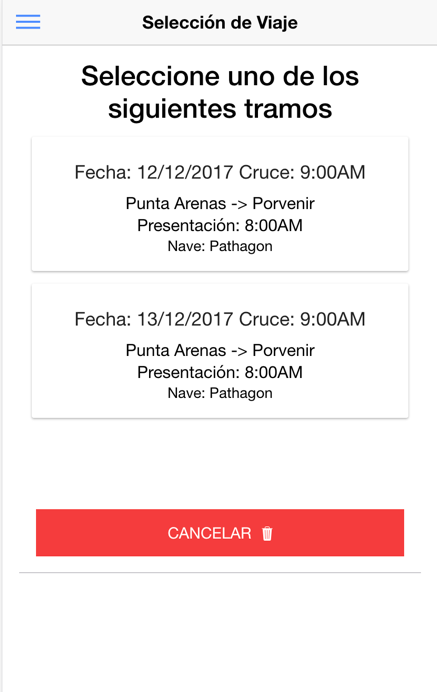 Selección de Viaje
Seleccione uno de los
siguientes tramos
Fecha: 12/12/2017 Cruce: 9:00AM
Punta Arenas -> Porvenir
Presentación: 8:00AM
Nave: Pathagon
Fecha: 13/12/2017 Cruce: 9:00AM
Punta Arenas -> Porvenir
Presentación: 8:00AM
Nave: Pathagon
CANCELAR